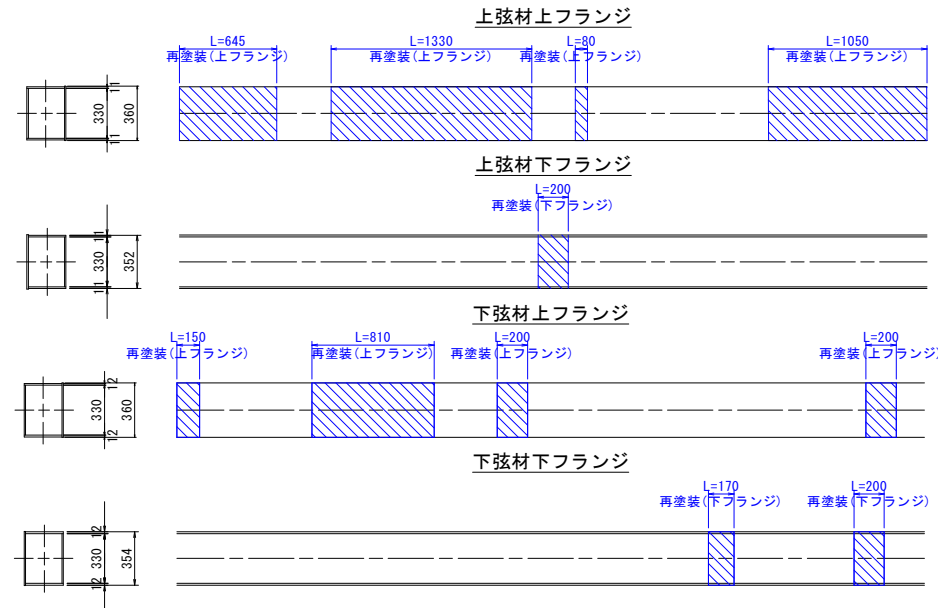 上弦材上フランジ
L=645
再塗装(上フランジ)
L=1330
再塗装(上フランジ)
L=80
再塗装(上フランジ)
L=1050
再塗装(上フランジ)
11
330
11
360
上弦材下フランジ
L=200
再塗装(下フランジ)
11
330
11
352
下弦材上フランジ
L=150
再塗装(上フランジ)
L=810
再塗装(上フランジ)
L=200
再塗装(上フランジ)
L=200
再塗装(上フランジ)
12
330
12
360
下弦材下フランジ
L=170
再塗装(下フランジ)
L=200
再塗装(下フランジ)
12
330
12
354